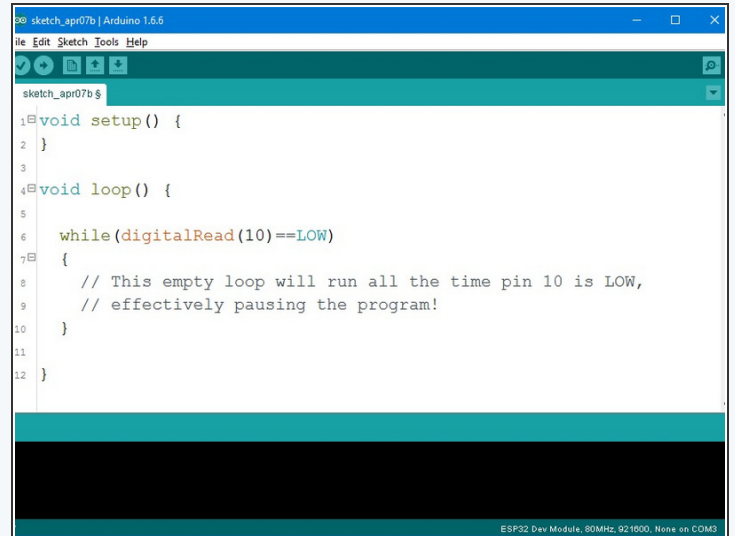 sketch_apr07b | Arduino 1.6.6
ile Edit Sketch Tools Help
sketch_apr07b §
1 void setup() {
2 }
3
4 void loop() {
5
6 while(digitalRead(10)==LOW)
7 {
8 // This empty loop will run all the time pin 10 is LOW,
9 // effectively pausing the program!
10 }
11
12 }
ESP32 Dev Module, 80MHz, 921600, None on COM3